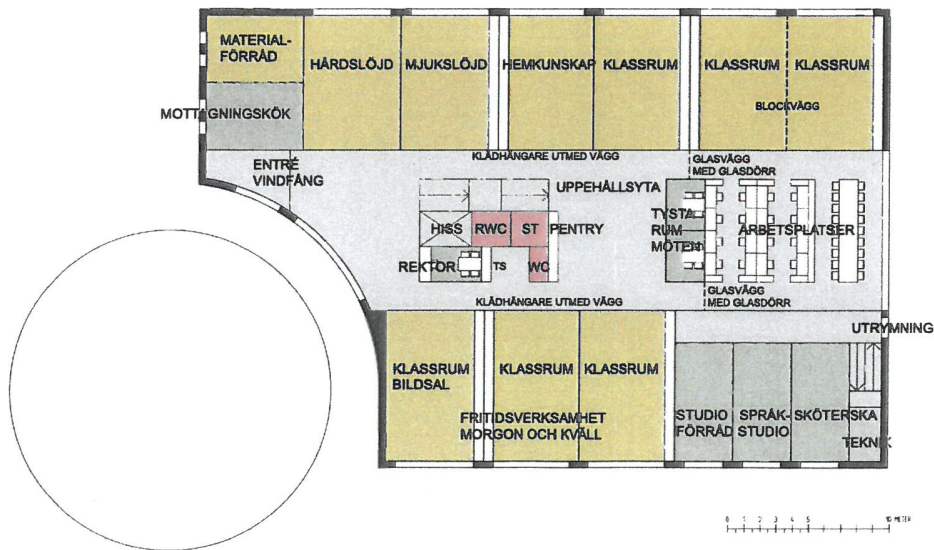 MATERIAL-
FÖRRÅD
HÅRDSLÖJD
MJUKSLÖJD
HEMKUNSKAP
KLASSRUM
KLASSRUM
KLASSRUM
BLOCKVÄGG
MOTTAGNINGSKÖK
ENTRÉ
VINDFÅNG
KLÄDHÄNGARE UTMED VÄGG
GLASVÄGG
MED GLASDÖRR
UPPEHÅLLSYTA
HISS
RWC
ST
PENTRY
REKTOR
TS
WC
TYSTA
RUM
MÖTEN
ARBETSPLATSER
KLÄDHÄNGARE UTMED VÄGG
GLASVÄGG
MED GLASDÖRR
UTRYMNING
KLASSRUM
BILDSAL
KLASSRUM
KLASSRUM
FRITIDSVERKSAMHET
MORGON OCH KVÄLL
STUDIO
FÖRRÅD
SPRÅK-
STUDIO
SKÖTERSKA
TEKNIK
0 1 2 3 4 5 10 METER